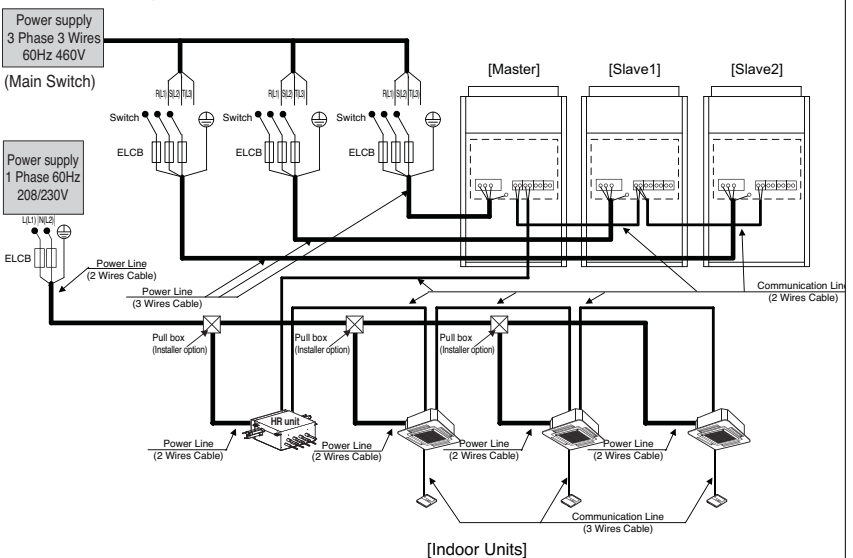 Power supply
3 Phase 3 Wires
60Hz 460V
(Main Switch)
[Master]
[Slave1]
[Slave2]
R(L1) S(L2) T(L3)
R(L1) S(L2) T(L3)
R(L1) S(L2) T(L3)
Switch
Switch
Switch
ELCB
ELCB
ELCB
Power supply
1 Phase 60Hz
208/230V
L(L1) N(L2)
ELCB
Power Line
(2 Wires Cable)
Power Line
(3 Wires Cable)
Communication Line
(2 Wires Cable)
Pull box
(Installer option)
Pull box
(Installer option)
Pull box
(Installer option)
HR unit
Power Line
(2 Wires Cable)
Power Line
(2 Wires Cable)
Power Line
(2 Wires Cable)
Power Line
(2 Wires Cable)
Communication Line
(3 Wires Cable)
[Indoor Units]